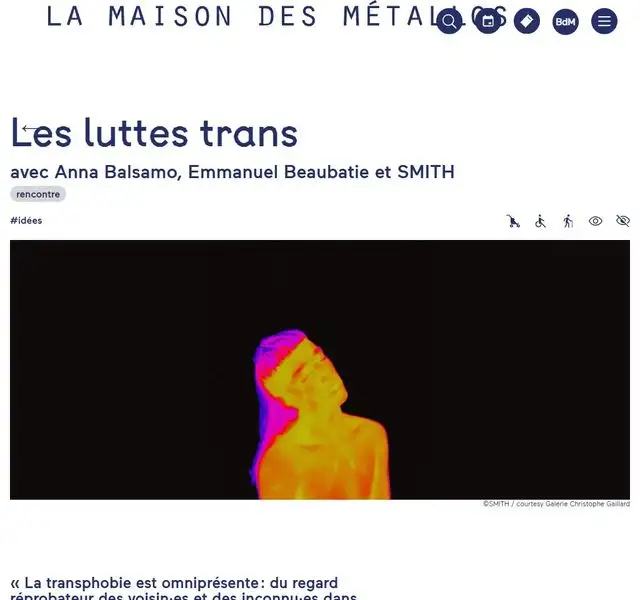 LA MAISON DES MÉTALLOS
BdM
Les luttes trans
avec Anna Balsamo, Emmanuel Beaubatie et SMITH
rencontre
#idées
©SMITH / courtesy Galerie Christophe Gaillard
« La transphobie est omniprésente : du regard
réprobateur des voisin·es et des inconnu·es dans